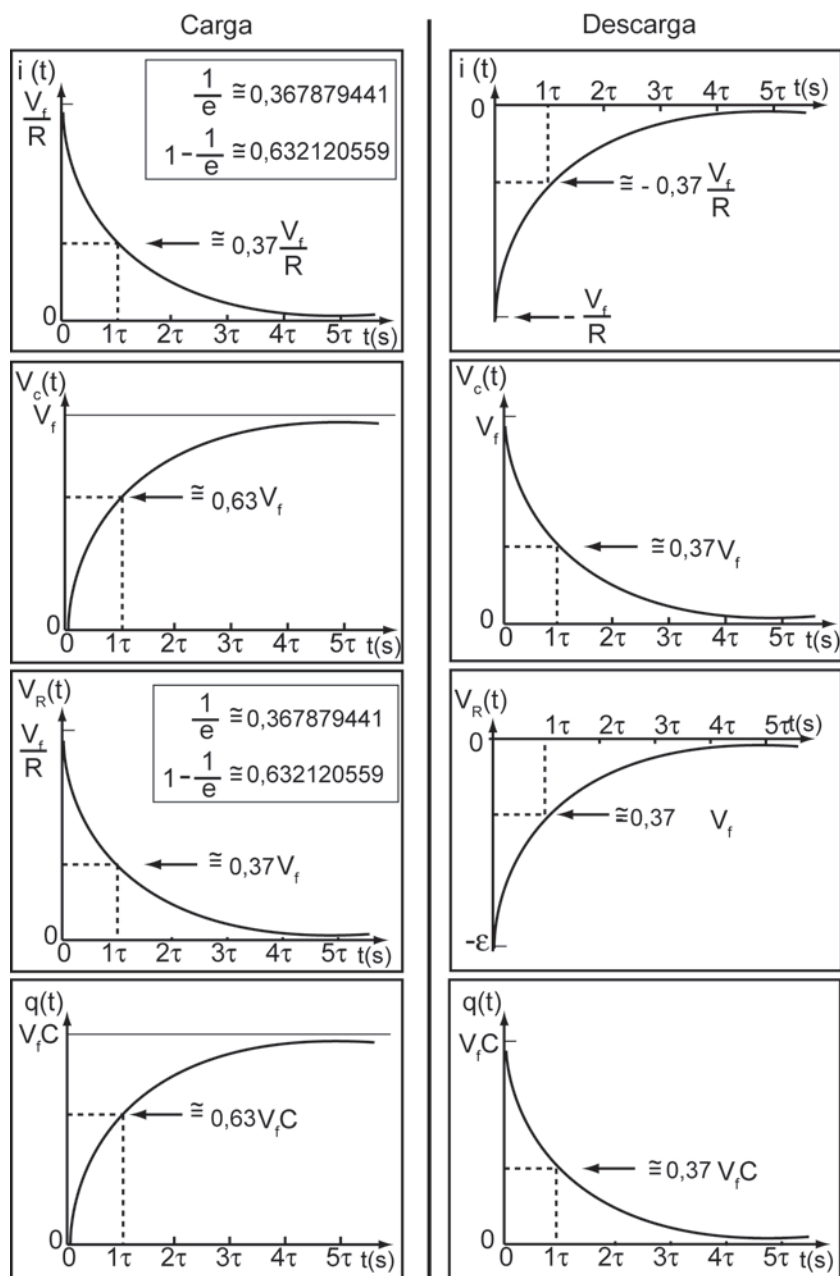 Carga
i (t)
V_f/R
1/e ≅ 0,367879441
1 - 1/e ≅ 0,632120559
≅ 0,37 V_f/R
0
0 1τ 2τ 3τ 4τ 5τ t(s)
V_c(t)
V_f
≅ 0,63V_f
0
0 1τ 2τ 3τ 4τ 5τ t(s)
V_R(t)
V_f/R
1/e ≅ 0,367879441
1 - 1/e ≅ 0,632120559
≅ 0,37V_f
0
0 1τ 2τ 3τ 4τ 5τ t(s)
q(t)
V_fC
≅ 0,63V_fC
0
0 1τ 2τ 3τ 4τ 5τ t(s)
Descarga
i (t)
0 1τ 2τ 3τ 4τ 5τ t(s)
≅ - 0,37 V_f/R
- V_f/R
V_c(t)
V_f
≅ 0,37V_f
0
0 1τ 2τ 3τ 4τ 5τ t(s)
V_R(t)
0 1τ 2τ 3τ 4τ 5τ t(s)
≅ -0,37 V_f
-ε
q(t)
V_fC
≅ 0,37 V_fC
0
0 1τ 2τ 3τ 4τ 5τ t(s)